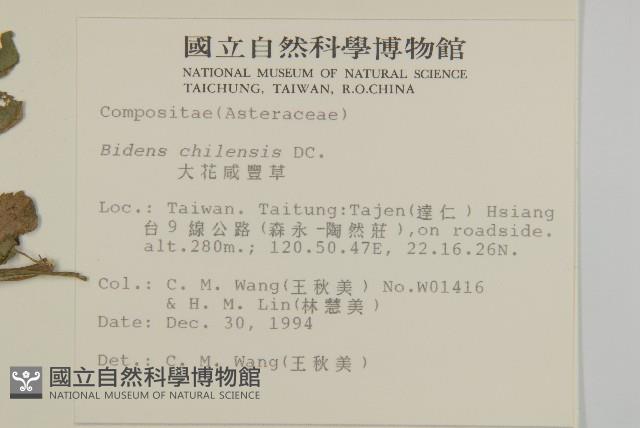 國立自然科學博物館
NATIONAL MUSEUM OF NATURAL SCIENCE
TAICHUNG, TAIWAN, R.O.CHINA
Compositae(Asteraceae)
Bidens chilensis DC.
大花咸豐草
Loc.: Taiwan. Taitung:Tajen(達仁) Hsiang
台9線公路(森永-陶然莊),on roadside.
alt.280m.; 120.50.47E, 22.16.26N.
Col.: C. M. Wang(王秋美) No.W01416
& H. M. Lin(林慧美)
Date: Dec. 30, 1994
Det.: C. M. Wang(王秋美)
國立自然科學博物館
NATIONAL MUSEUM OF NATURAL SCIENCE